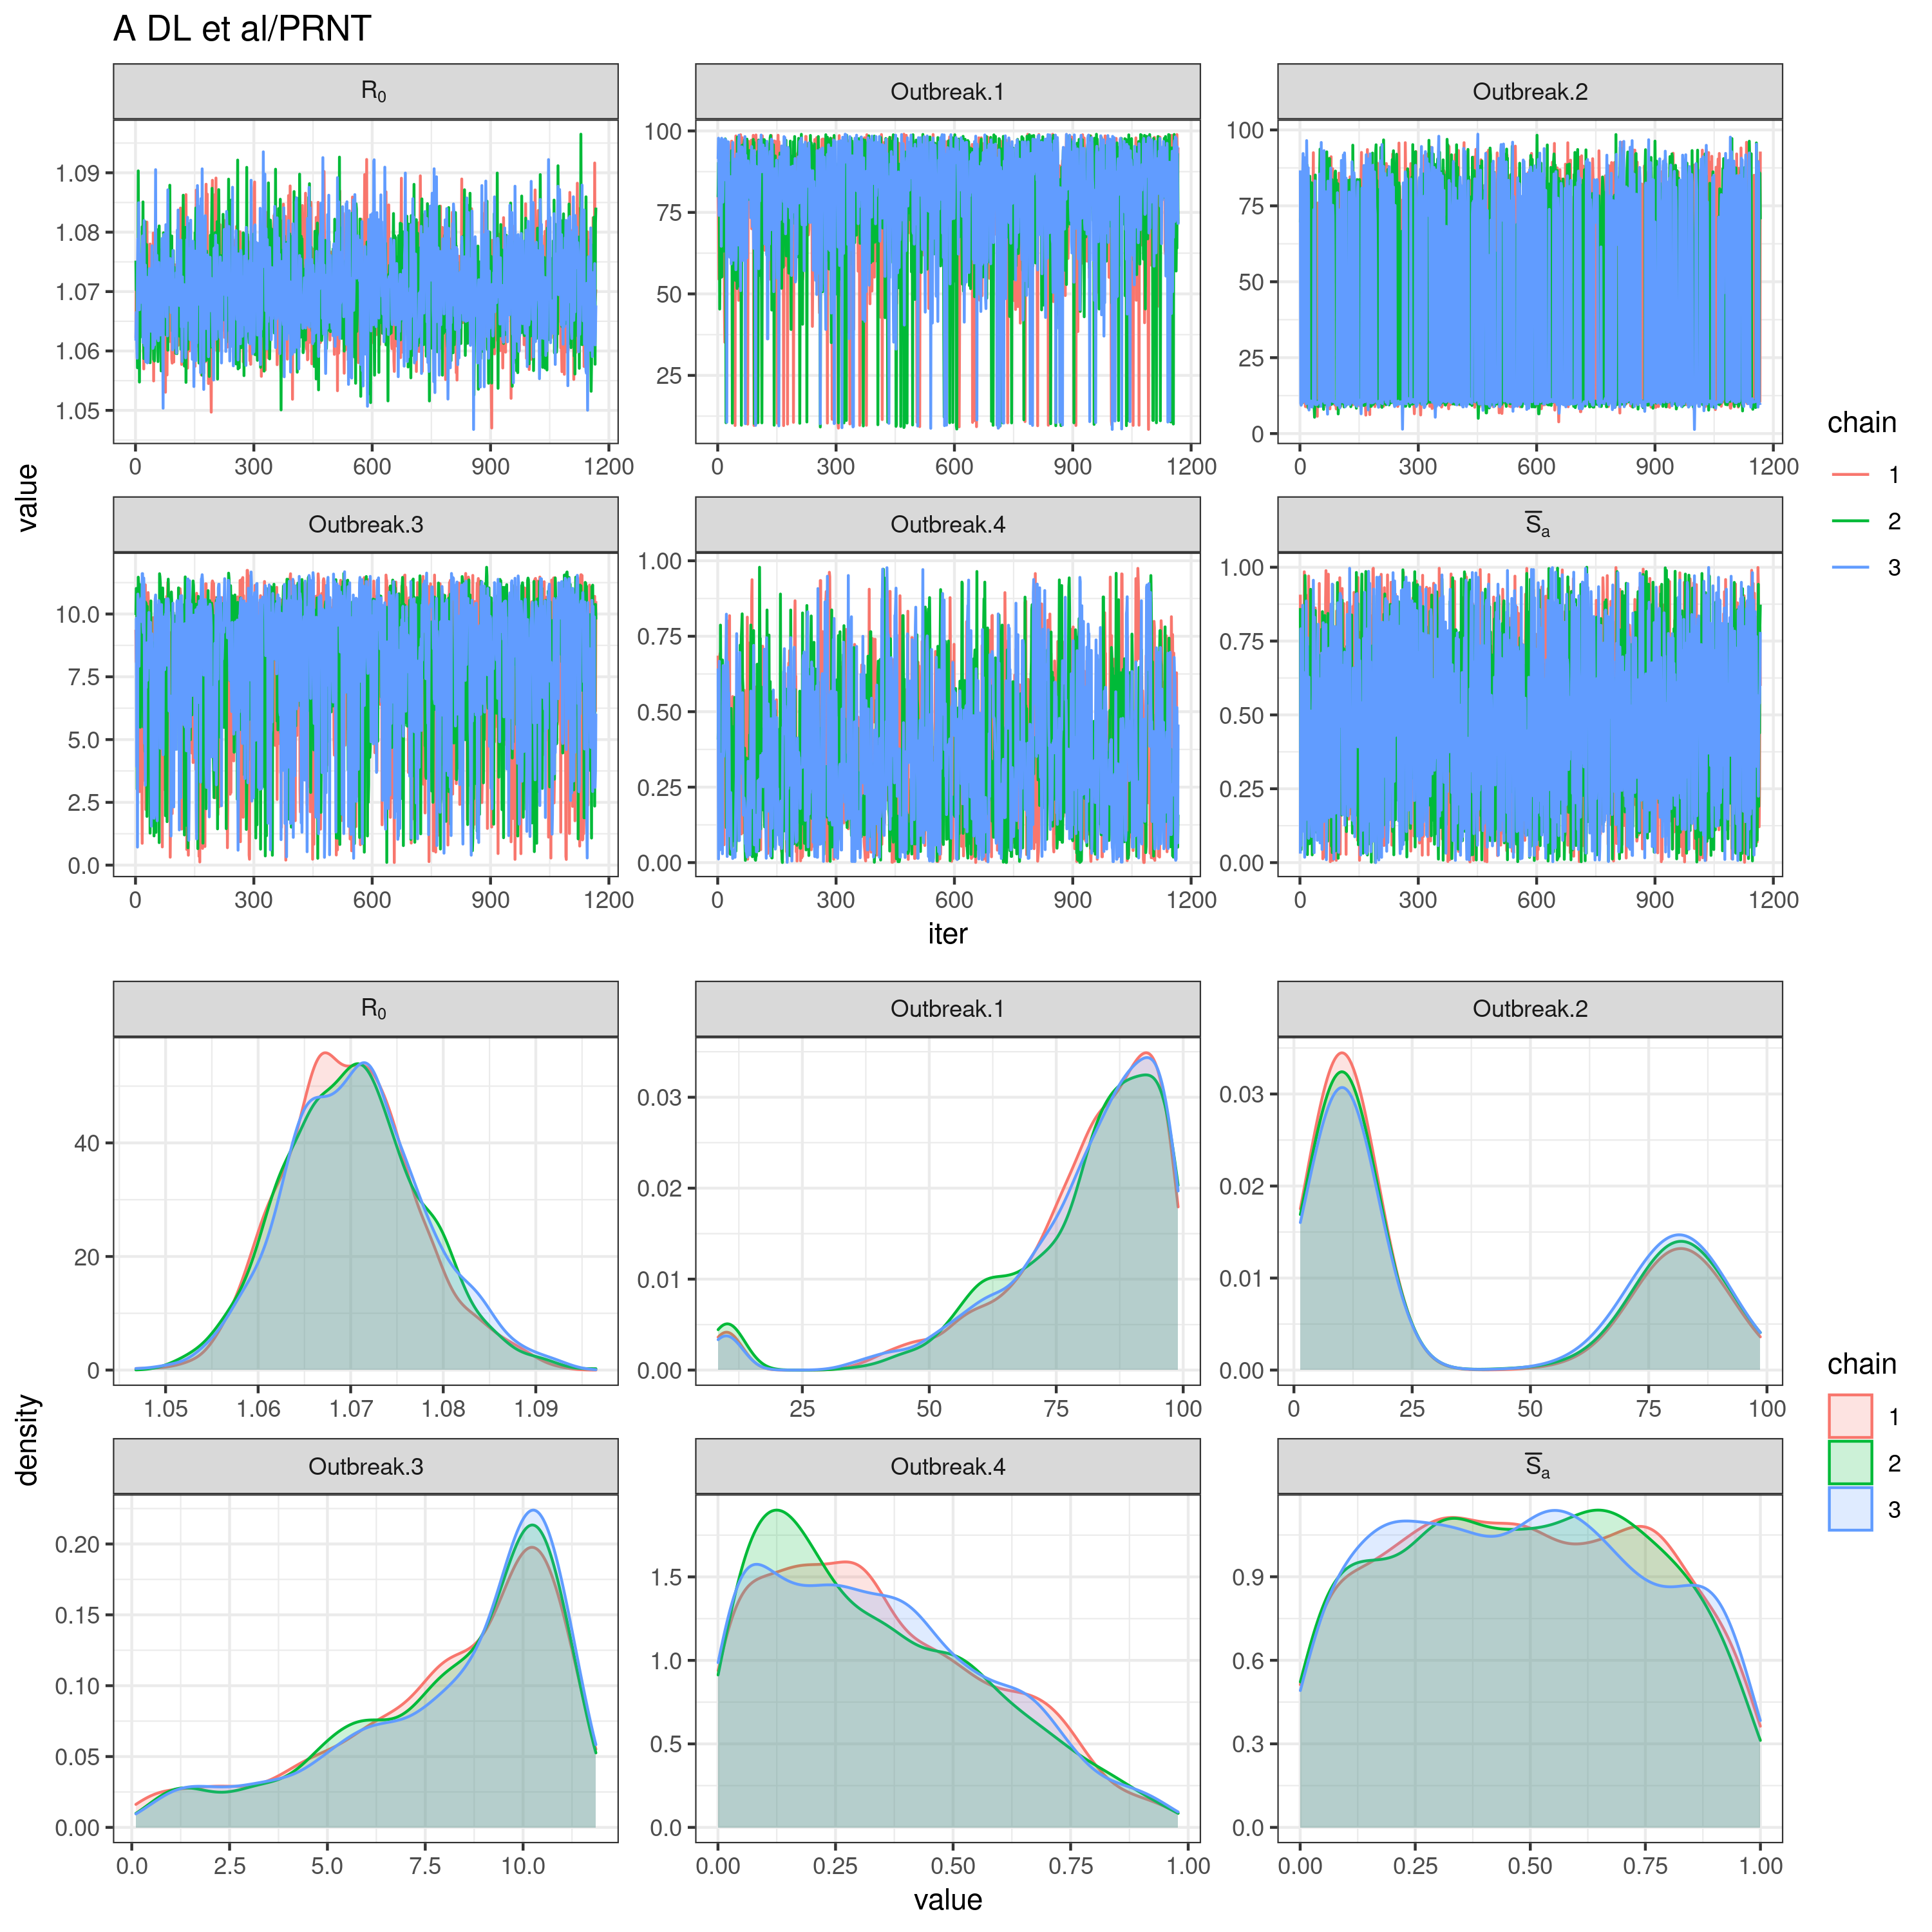 A DL et al/PRNT
R₀ Outbreak.1 Outbreak.2
1.09
1.08
1.07
1.06
1.05
0 300 600 900 1200
100
75
50
25
0 300 600 900 1200
100
75
50
25
0
0 300 600 900 1200
Outbreak.3 Outbreak.4 S̅ₐ
10.0
7.5
5.0
2.5
0.0
0 300 600 900 1200
1.00
0.75
0.50
0.25
0.00
0 300 600 900 1200
1.00
0.75
0.50
0.25
0.00
0 300 600 900 1200
value
iter
chain
1
2
3
R₀ Outbreak.1 Outbreak.2
40
20
0
1.05 1.06 1.07 1.08 1.09
0.03
0.02
0.01
0.00
25 50 75 100
0.03
0.02
0.01
0.00
0 25 50 75 100
Outbreak.3 Outbreak.4 S̅ₐ
0.20
0.15
0.10
0.05
0.00
0.0 2.5 5.0 7.5 10.0
1.5
1.0
0.5
0.0
0.00 0.25 0.50 0.75 1.00
0.9
0.6
0.3
0.0
0.00 0.25 0.50 0.75 1.00
density
value
chain
1
2
3